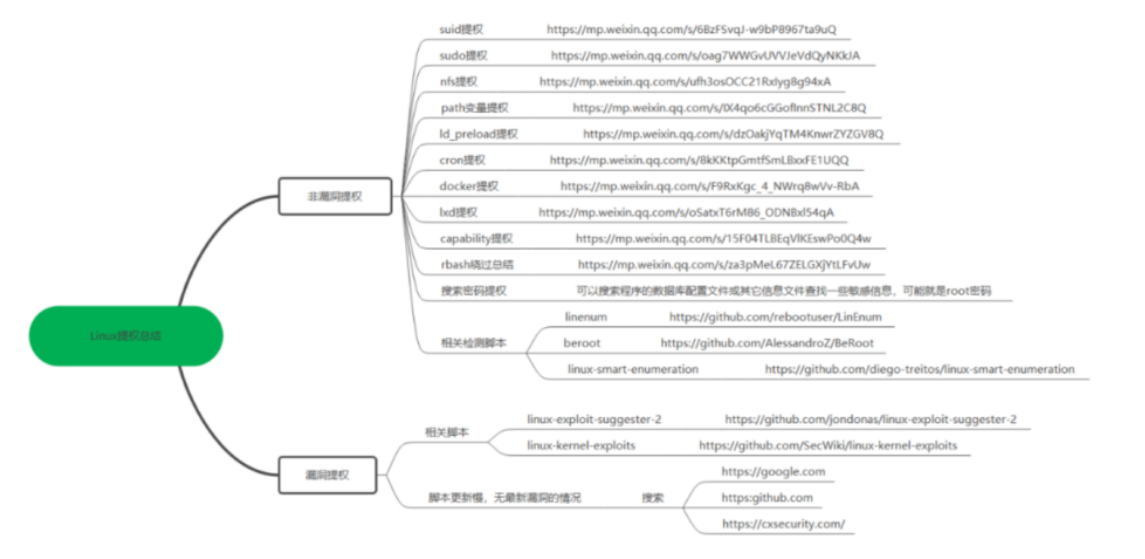 suid提权 https://mp.weixin.qq.com/s/6BzFSvqJ-w9bP8967ta9uQ
sudo提权 https://mp.weixin.qq.com/s/oag7WWGvUVVJeVdQyNKkJA
nfs提权 https://mp.weixin.qq.com/s/ufh3osOCC21RxIyg8g94xA
path变量提权 https://mp.weixin.qq.com/s/IX4qo6cGGofInnSTNL2C8Q
ld_preload提权 https://mp.weixin.qq.com/s/dzOakjYqTM4KnwrZYZGV8Q
cron提权 https://mp.weixin.qq.com/s/8kKKtpGmtfSmLBxxFE1UQQ
docker提权 https://mp.weixin.qq.com/s/F9RxKgc_4_NWrq8wVv-RbA
非漏洞提权
lxd提权 https://mp.weixin.qq.com/s/oSatxT6rM86_ODNBxl54qA
capability提权 https://mp.weixin.qq.com/s/15F04TLBEqVlKEswPo0Q4w
rbash绕过总结 https://mp.weixin.qq.com/s/za3pMeL67ZELGXjYtLFvUw
搜索密码提权 可以搜索程序的数据库配置文件或其它信息文件查找一些敏感信息，可能就是root密码
linenum https://github.com/rebootuser/LinEnum
Linux提权总结
相关检测脚本 beroot https://github.com/AlessandroZ/BeRoot
linux-smart-enumeration https://github.com/diego-treitos/linux-smart-enumeration
linux-exploit-suggester-2 https://github.com/jondonas/linux-exploit-suggester-2
相关脚本
linux-kernel-exploits https://github.com/SecWiki/linux-kernel-exploits
漏洞提权
https://google.com
脚本更新慢，无最新漏洞的情况 搜索 https:github.com
https://cxsecurity.com/